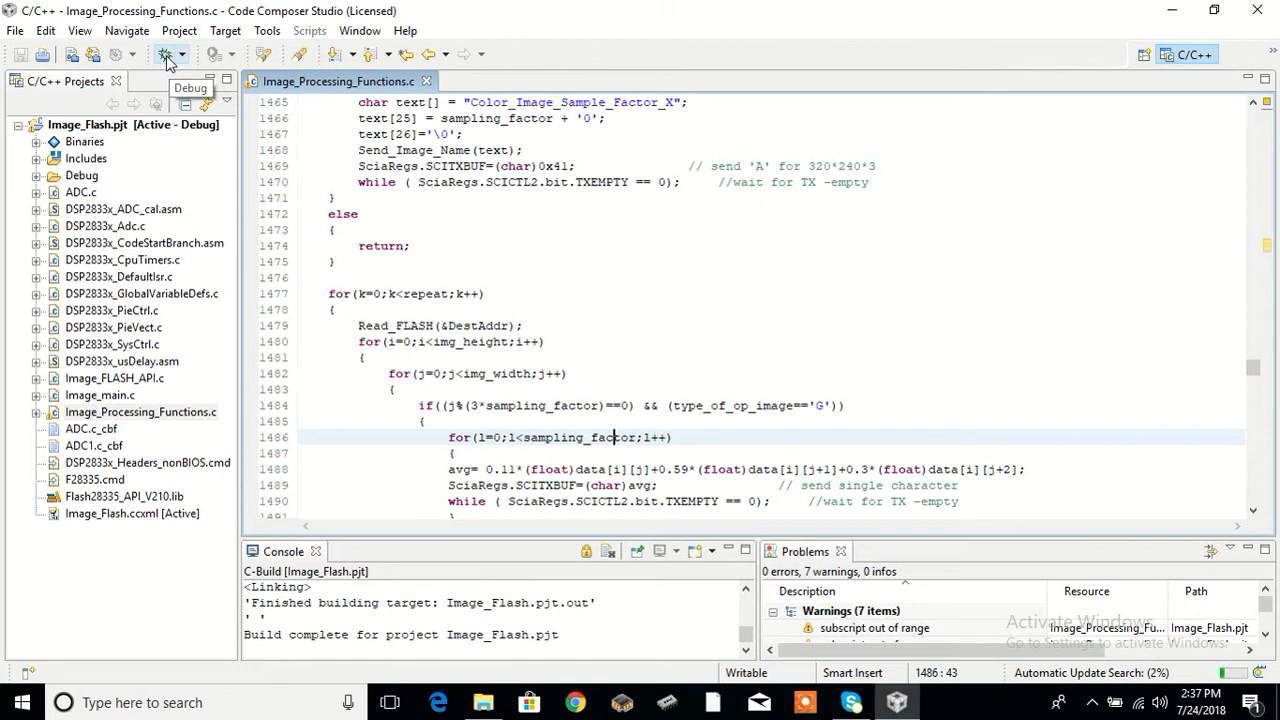 C/C++ - Image_Processing_Functions.c - Code Composer Studio (Licensed)
File Edit View Navigate Project Target Tools Scripts Window Help
C/C++
Debug
C/C++ Projects
Image_Flash.pjt [Active - Debug]
Binaries
Includes
Debug
ADC.c
DSP2833x_ADC_cal.asm
DSP2833x_Adc.c
DSP2833x_CodeStartBranch.asm
DSP2833x_CpuTimers.c
DSP2833x_DefaultIsr.c
DSP2833x_GlobalVariableDefs.c
DSP2833x_PieCtrl.c
DSP2833x_PieVect.c
DSP2833x_SysCtrl.c
DSP2833x_usDelay.asm
Image_FLASH_API.c
Image_main.c
Image_Processing_Functions.c
ADC.c_cbf
ADC1.c_cbf
DSP2833x_Headers_nonBIOS.cmd
F28335.cmd
Flash28335_API_V210.lib
Image_Flash.ccxml [Active]
Image_Processing_Functions.c
1465 char text[] = "Color_Image_Sample_Factor_X";
1466 text[25] = sampling_factor + '0';
1467 text[26]='\0';
1468 Send_Image_Name(text);
1469 SciaRegs.SCITXBUF=(char)0x41; // send 'A' for 320*240*3
1470 while ( SciaRegs.SCICTL2.bit.TXEMPTY == 0); //wait for TX -empty
1471 }
1472 else
1473 {
1474 return;
1475 }
1476
1477 for(k=0;k<repeat;k++)
1478 {
1479 Read_FLASH(&DestAddr);
1480 for(i=0;i<img_height;i++)
1481 {
1482 for(j=0;j<img_width;j++)
1483 {
1484 if((j%(3*sampling_factor)==0) && (type_of_op_image=='G'))
1485 {
1486 for(l=0;l<sampling_factor;l++)
1487 {
1488 avg= 0.11*(float)data[i][j]+0.59*(float)data[i][j+1]+0.3*(float)data[i][j+2];
1489 SciaRegs.SCITXBUF=(char)avg; // send single character
1490 while ( SciaRegs.SCICTL2.bit.TXEMPTY == 0); //wait for TX -empty
1491 }
Console
C-Build [Image_Flash.pjt]
<Linking>
'Finished building target: Image_Flash.pjt.out'
' '
Build complete for project Image_Flash.pjt
Problems
0 errors, 7 warnings, 0 infos
Description Resource Path
Warnings (7 items)
subscript out of range Image_Processing_Fu... Image_Flash.pjt
Activate Windows
Go to Settings to activate Windows.
Writable Smart Insert 1486 : 43 Automatic Update Search: (2%)
Type here to search
2:37 PM
7/24/2018